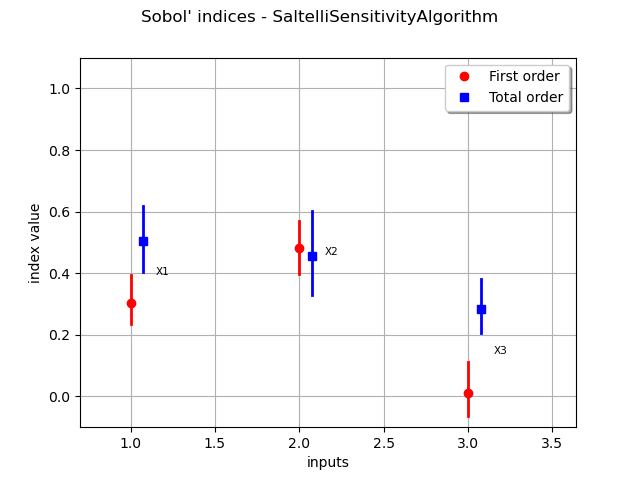 Sobol' indices - SaltelliSensitivityAlgorithm
First order
Total order
1.0
0.8
0.6
0.4
0.2
0.0
index value
X1
X2
X3
1.0
1.5
2.0
2.5
3.0
3.5
inputs